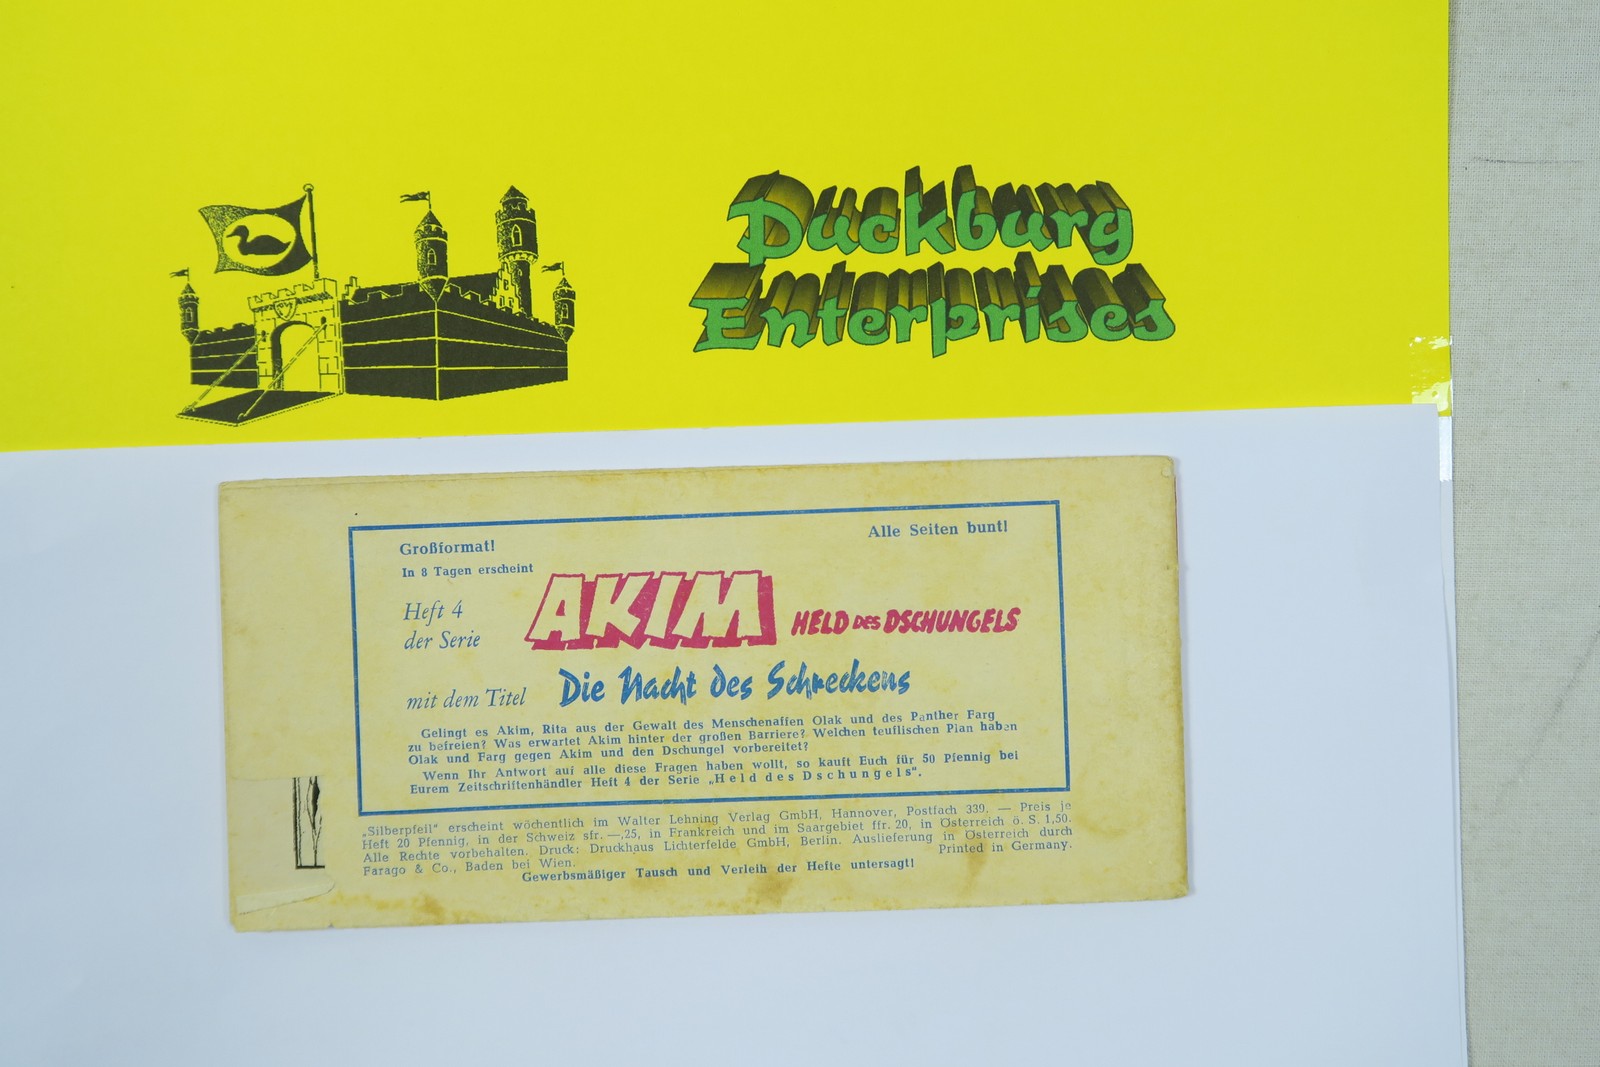 Duckburg
Enterprises
Großformat!
Alle Seiten bunt!
In 8 Tagen erscheint
Heft 4
der Serie
AKIM
HELD DES DSCHUNGELS
mit dem Titel
Die Nacht des Schreckens
Gelingt es Akim, Rita aus der Gewalt des Menschenaffen Olak und des Panther Farg
zu befreien? Was erwartet Akim hinter der großen Barriere? Welchen teuflischen Plan haben
Olak und Farg gegen Akim und den Dschungel vorbereitet?
Wenn Ihr Antwort auf alle diese Fragen haben wollt, so kauft Euch für 50 Pfennig bei
Eurem Zeitschriftenhändler Heft 4 der Serie „Held des Dschungels“.
„Silberpfeil“ erscheint wöchentlich im Walter Lehning Verlag GmbH, Hannover, Postfach 339. — Preis je
Heft 20 Pfennig, in der Schweiz sfr. —,25, in Frankreich und im Saargebiet ffr. 20, in Österreich ö. S. 1,50.
Alle Rechte vorbehalten. Druck: Druckhaus Lichterfelde GmbH, Berlin. Auslieferung in Österreich durch
Farago & Co., Baden bei Wien. Printed in Germany.
Gewerbsmäßiger Tausch und Verleih der Hefte untersagt!